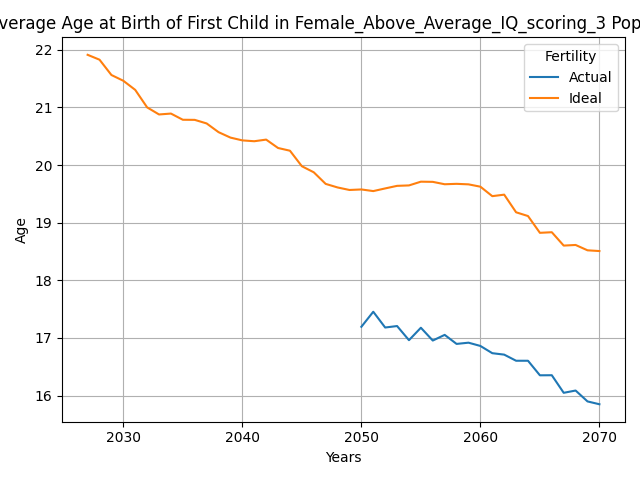 verage Age at Birth of First Child in Female_Above_Average_IQ_scoring_3 Pop
Fertility
Actual
Ideal
22
21
20
19
18
17
16
Age
2030 2040 2050 2060 2070
Years